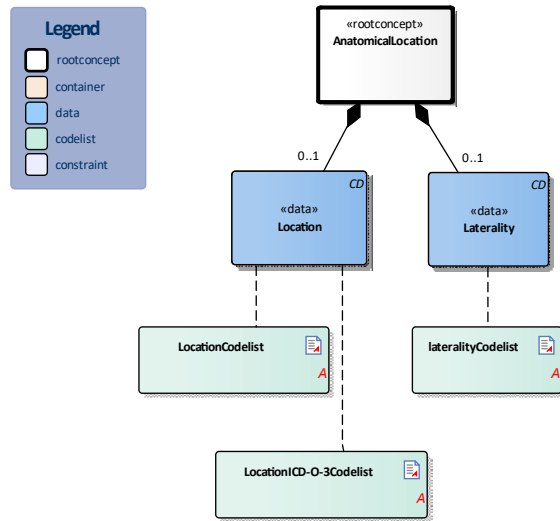 Legend
rootconcept
container
data
codelist
constraint
«rootconcept»
AnatomicalLocation
0..1
0..1
CD
«data»
Location
CD
«data»
Laterality
LocationCodelist
A
lateralityCodelist
A
LocationICD-O-3Codelist
A